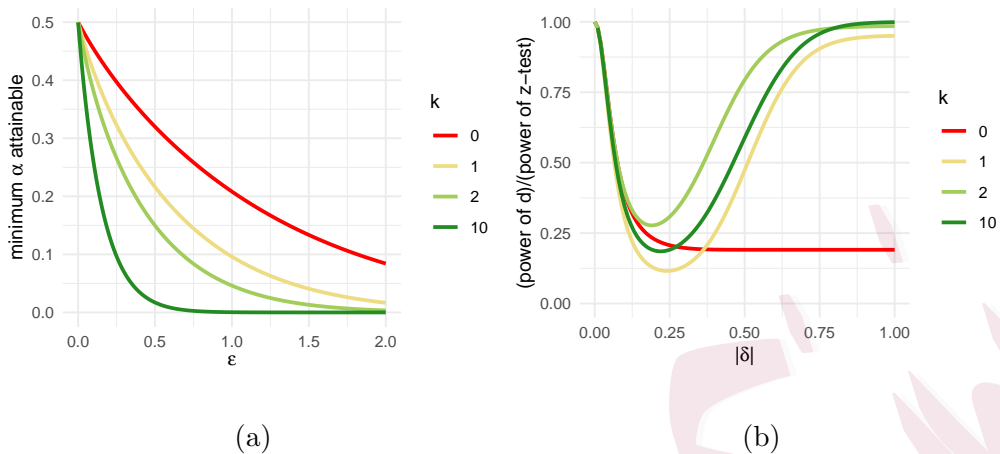 0.5
0.4
0.3
0.2
0.1
0.0
minimum α attainable
0.0 0.5 1.0 1.5 2.0
ε
k
0
1
2
10
(a)
1.00
0.75
0.50
0.25
0.00
(power of d)/(power of z−test)
0.00 0.25 0.50 0.75 1.00
|δ|
k
0
1
2
10
(b)